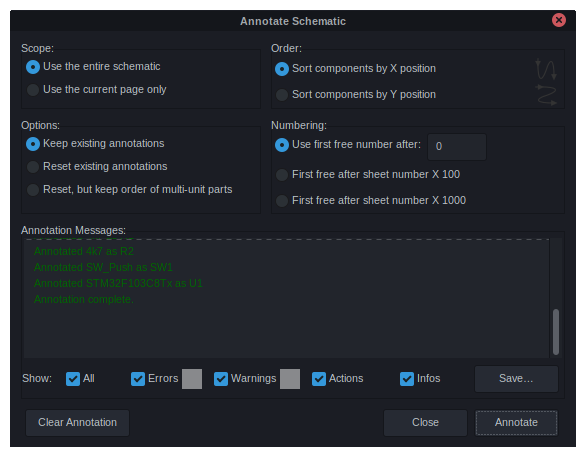 Annotate Schematic
Scope:
Use the entire schematic
Use the current page only
Order:
Sort components by X position
Sort components by Y position
Options:
Keep existing annotations
Reset existing annotations
Reset, but keep order of multi-unit parts
Numbering:
Use first free number after: 0
First free after sheet number X 100
First free after sheet number X 1000
Annotation Messages:
Annotated 4k7 as R2
Annotated SW_Push as SW1
Annotated STM32F103C8Tx as U1
Annotation complete
Show: All Errors Warnings Actions Infos Save...
Clear Annotation Close Annotate